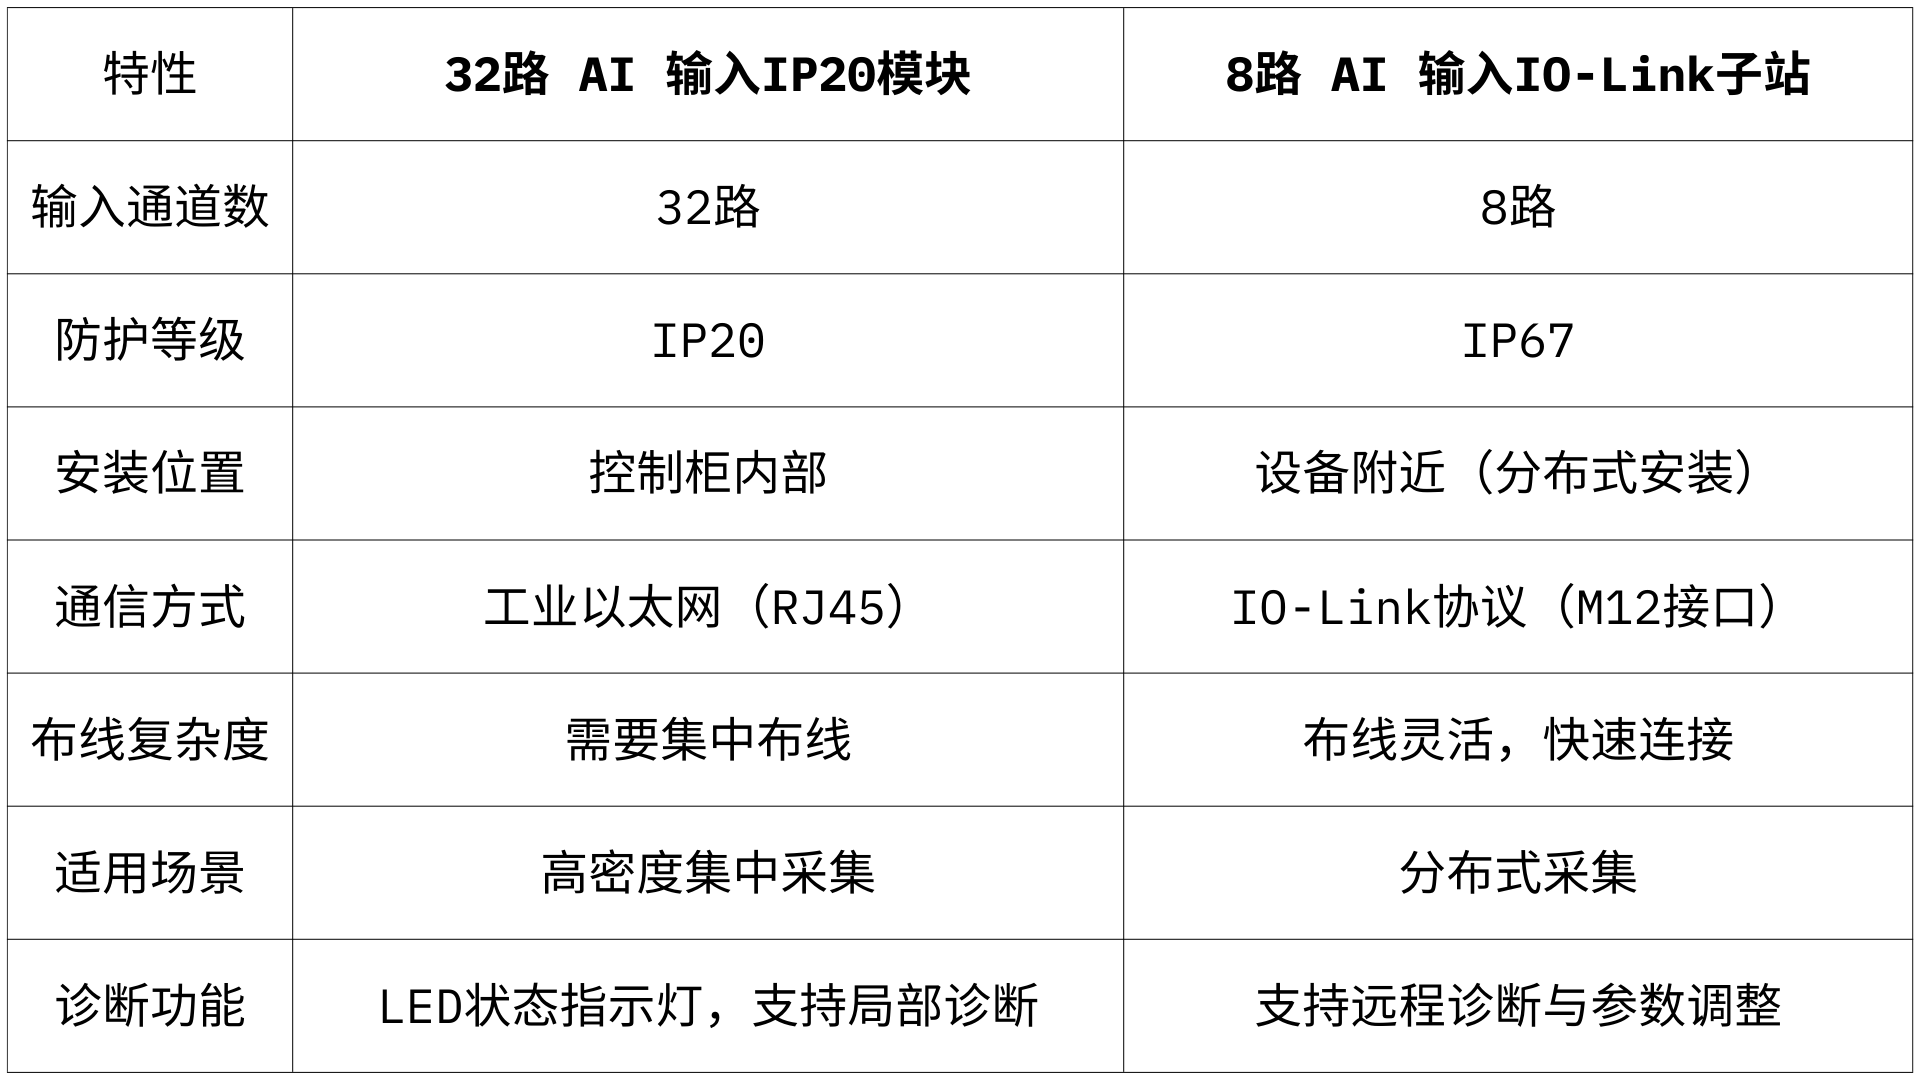 特性 32路 AI 输入IP20模块 8路 AI 输入IO-Link子站
输入通道数 32路 8路
防护等级 IP20 IP67
安装位置 控制柜内部 设备附近（分布式安装）
通信方式 工业以太网（RJ45） IO-Link协议（M12接口）
布线复杂度 需要集中布线 布线灵活，快速连接
适用场景 高密度集中采集 分布式采集
诊断功能 LED状态指示灯，支持局部诊断 支持远程诊断与参数调整